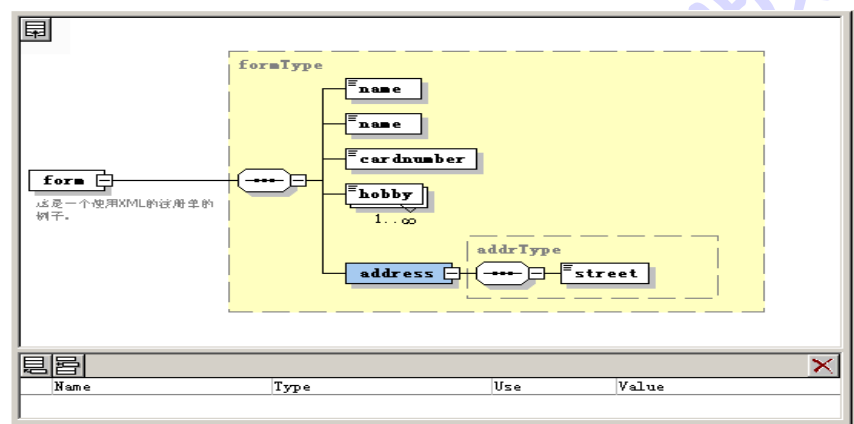 formType
name
name
cardnumber
form
这是一个使用XML的注册单的
例子。
hobby
1..∞
addrType
address
street
Name Type Use Value